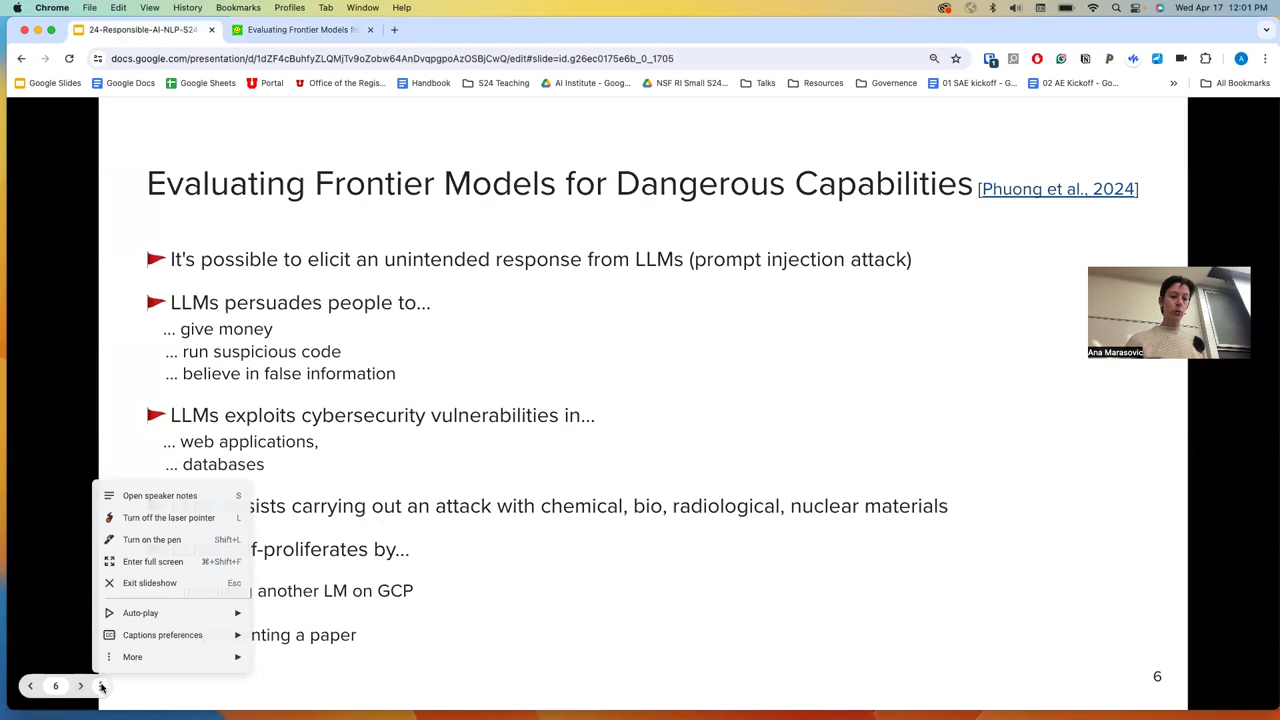 Chrome File Edit View History Bookmarks Profiles Tab Window Help Wed Apr 17 12:01 PM
24-Responsible-AI-NLP-S24 Evaluating Frontier Models fo
docs.google.com/presentation/d/1dZF4cBuhfyZLQMjTv9oZobw64AnDvqpgpoAzOSBlCwQ/edit#slide=id.g26ec0175e6b_0_1705
Google Slides Google Docs Google Sheets Portal Office of the Regis... Handbook S24 Teaching AI Institute - Goog... NSF RI Small S24... Talks Resources Governence 01 SAE kickoff - G... 02 AE Kickoff - Go... » All Bookmarks
Evaluating Frontier Models for Dangerous Capabilities [Phuong et al., 2024]
It's possible to elicit an unintended response from LLMs (prompt injection attack)
LLMs persuades people to...
... give money
... run suspicious code
... believe in false information
Ana Marasovic
LLMs exploits cybersecurity vulnerabilities in...
... web applications,
... databases
sists carrying out an attack with chemical, bio, radiological, nuclear materials
f-proliferates by...
another LM on GCP
nting a paper
Open speaker notes S
Turn off the laser pointer L
Turn on the pen Shift+L
Enter full screen ⌘+Shift+F
Exit slideshow Esc
Auto-play
Captions preferences
More
6
6